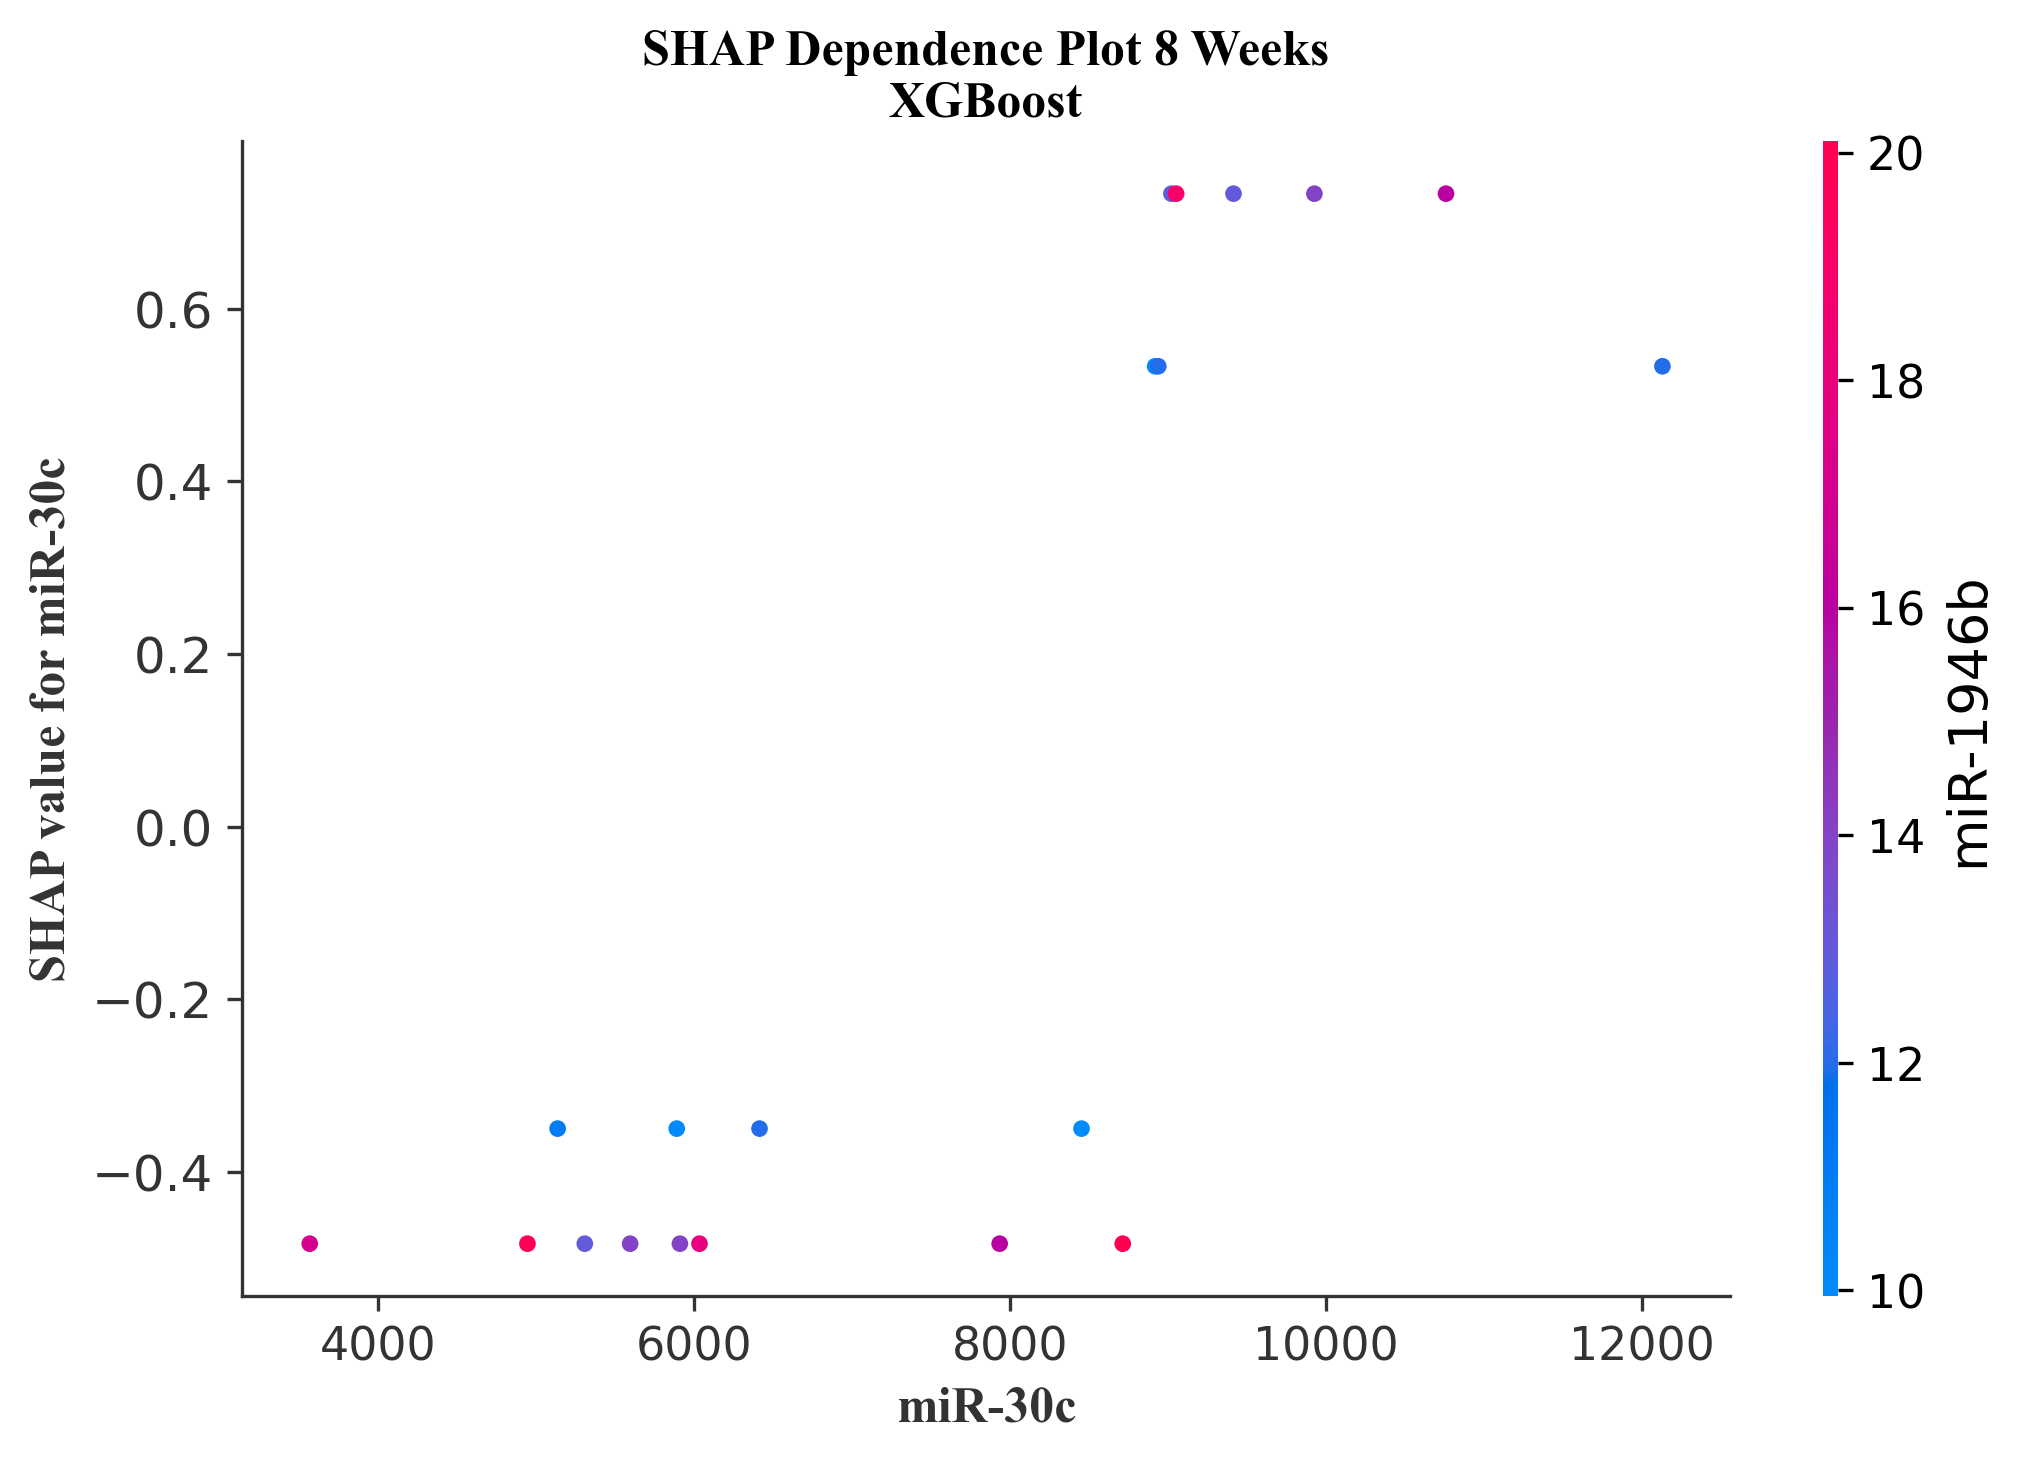 SHAP Dependence Plot 8 Weeks
XGBoost
SHAP value for miR-30c
0.6
0.4
0.2
0.0
−0.2
−0.4
4000 6000 8000 10000 12000
miR-30c
20
18
16
14
12
10
miR-1946b